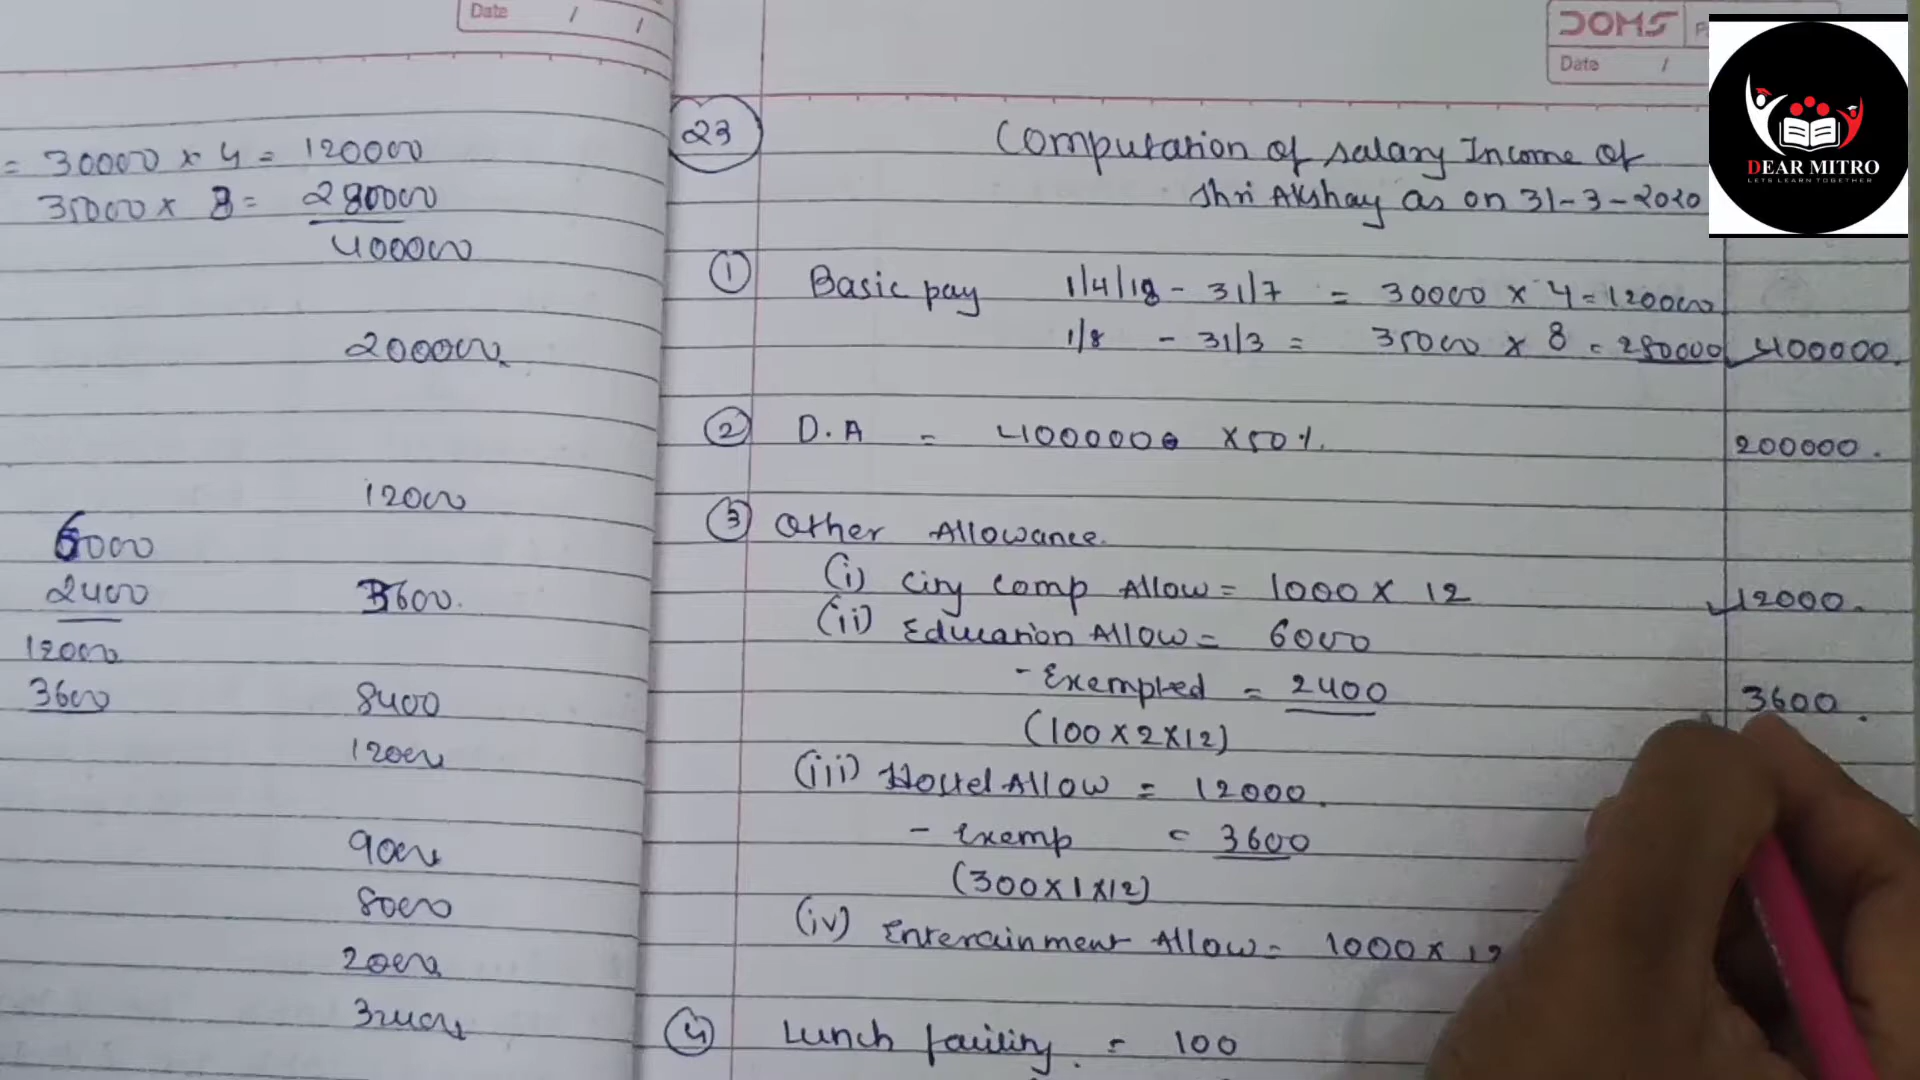 Date / /
= 30000 x 4 = 120000
35000 x 8 = 280000
400000
200000
12000
6000
2400 3600.
12000
3600 8400
12000
9000
8000
2000
DOMS
Date /
DEAR MITRO
LETS LEARN TOGETHER
23 Computation of salary Income of
Shri Akshay as on 31-3-2020
1 Basic pay 1/4/19 - 31/7 = 30000 x 4 = 120000
1/8 - 31/3 = 35000 x 8 = 280000 400000.
2 D.A = 400000 x 50%. 200000.
3 Other Allowance.
(i) City Comp Allow = 1000 x 12 12000.
(ii) Education Allow = 6000
- Exempted = 2400 3600.
(100 x 2 x 12)
(iii) Hostel Allow = 12000.
- Exemp = 3600
(300 x 1 x 12)
(iv) Entertainment Allow = 1000 x 12
4 Lunch facility. = 100